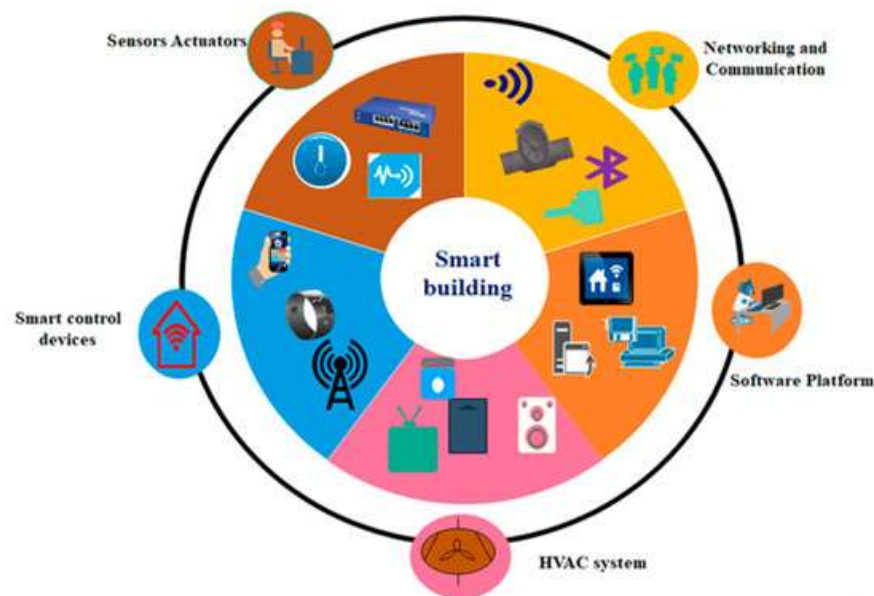 Sensors Actuators
Networking and
Communication
Smart
building
Smart control
devices
Software Platform
HVAC system